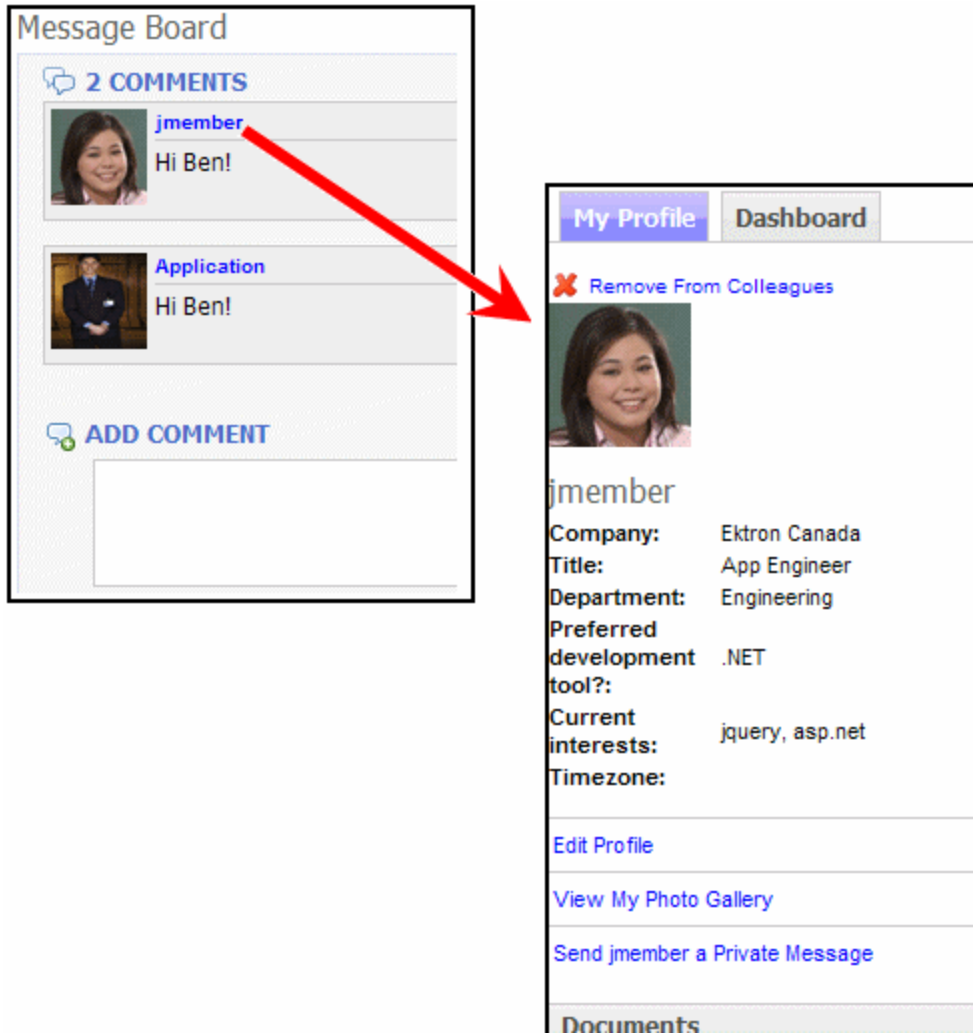 Message Board
2 COMMENTS
jmember
Hi Ben!
Application
Hi Ben!
ADD COMMENT
My Profile Dashboard
Remove From Colleagues
jmember
Company: Ektron Canada
Title: App Engineer
Department: Engineering
Preferred
development .NET
tool?:
Current
interests: jquery, asp.net
Timezone:
Edit Profile
View My Photo Gallery
Send jmember a Private Message
Documents